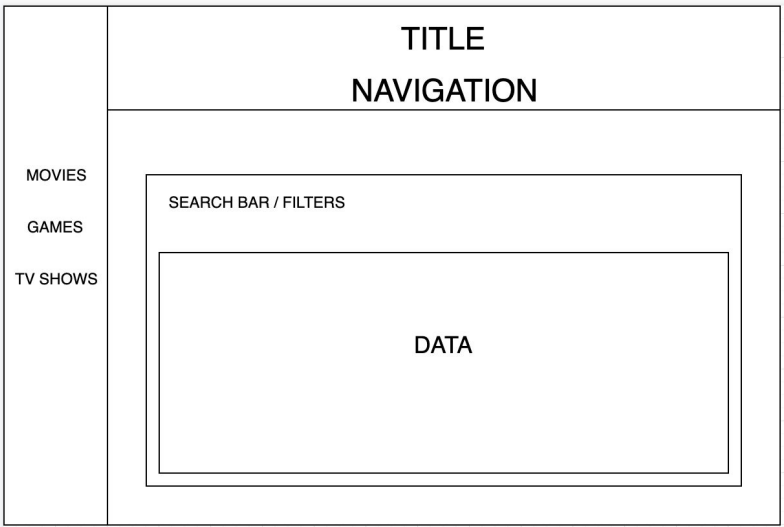 TITLE
NAVIGATION
MOVIES
GAMES
TV SHOWS
SEARCH BAR / FILTERS
DATA